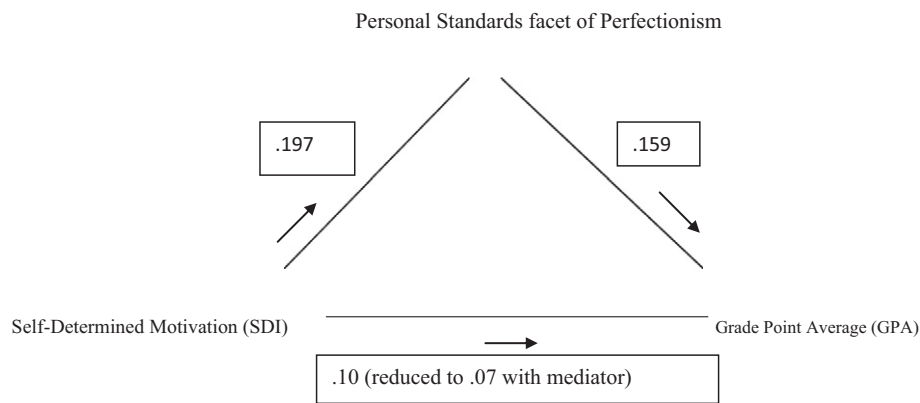 Personal Standards facet of Perfectionism
.197
.159
Self-Determined Motivation (SDI)
Grade Point Average (GPA)
.10 (reduced to .07 with mediator)